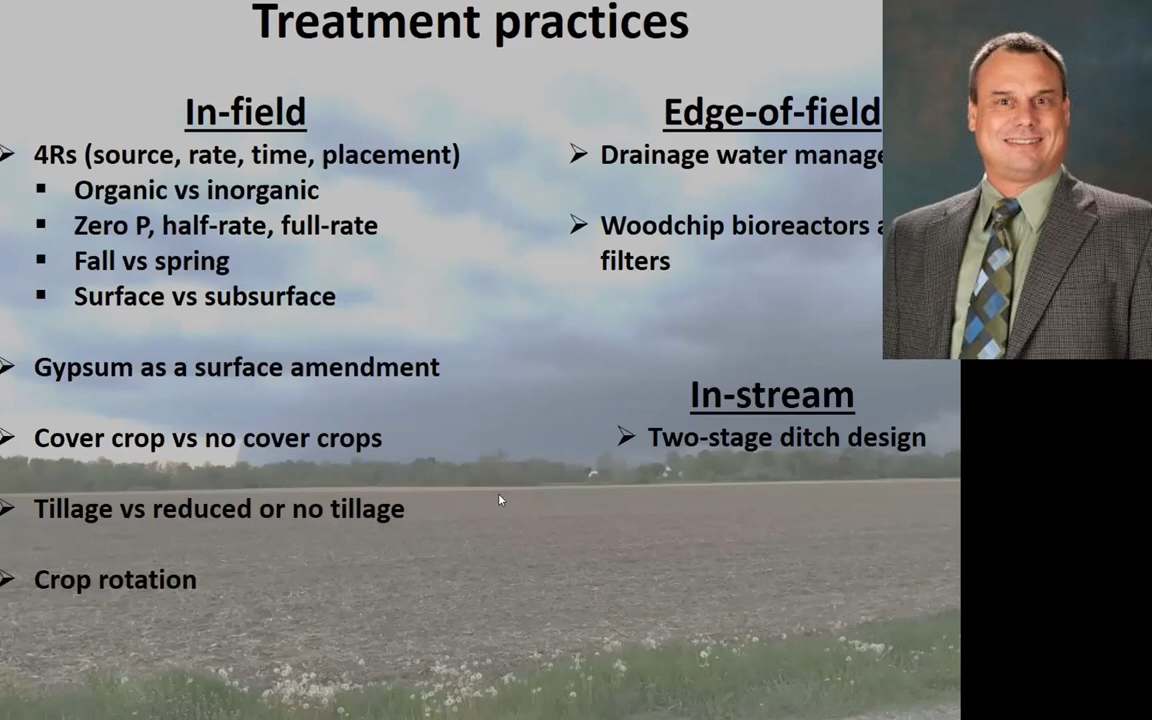 Treatment practices
In-field
4Rs (source, rate, time, placement)
Organic vs inorganic
Zero P, half-rate, full-rate
Fall vs spring
Surface vs subsurface
Gypsum as a surface amendment
Cover crop vs no cover crops
Tillage vs reduced or no tillage
Crop rotation
Edge-of-field
Drainage water
Woodchip bioreactors
filters
In-stream
Two-stage ditch design